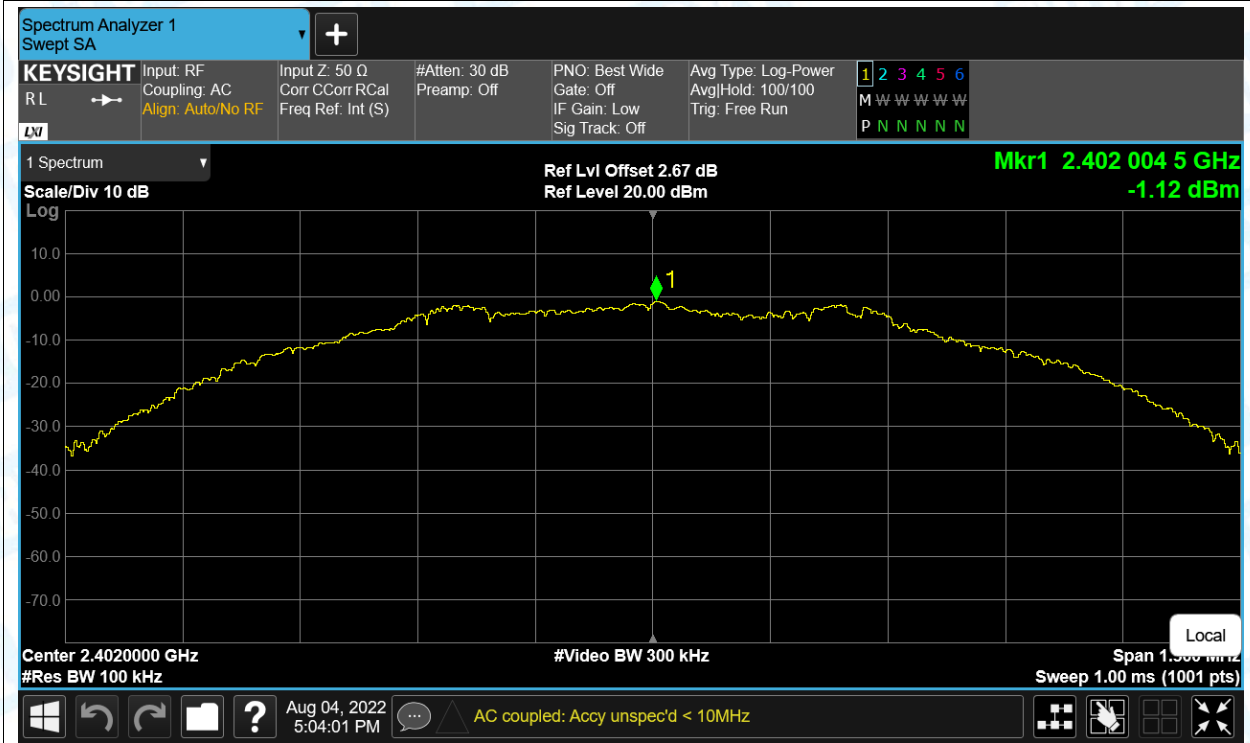 Spectrum Analyzer 1
Swept SA
+
KEYSIGHT
R L
LXI
Input: RF
Coupling: AC
Align: Auto/No RF
Input Z: 50 Ω
Corr CCorr RCal
Freq Ref: Int (S)
#Atten: 30 dB
Preamp: Off
PNO: Best Wide
Gate: Off
IF Gain: Low
Sig Track: Off
Avg Type: Log-Power
Avg|Hold: 100/100
Trig: Free Run
1 2 3 4 5 6
M W W W W W W
P N N N N N N
1 Spectrum
Scale/Div 10 dB
Log
Ref Lvl Offset 2.67 dB
Ref Level 20.00 dBm
Mkr1 2.402 004 5 GHz
-1.12 dBm
10.0
0.00
-10.0
-20.0
-30.0
-40.0
-50.0
-60.0
-70.0
1
Local
Center 2.4020000 GHz
#Res BW 100 kHz
#Video BW 300 kHz
Span
Sweep 1.00 ms (1001 pts)
?
Aug 04, 2022
5:04:01 PM
AC coupled: Accy unspec'd < 10MHz